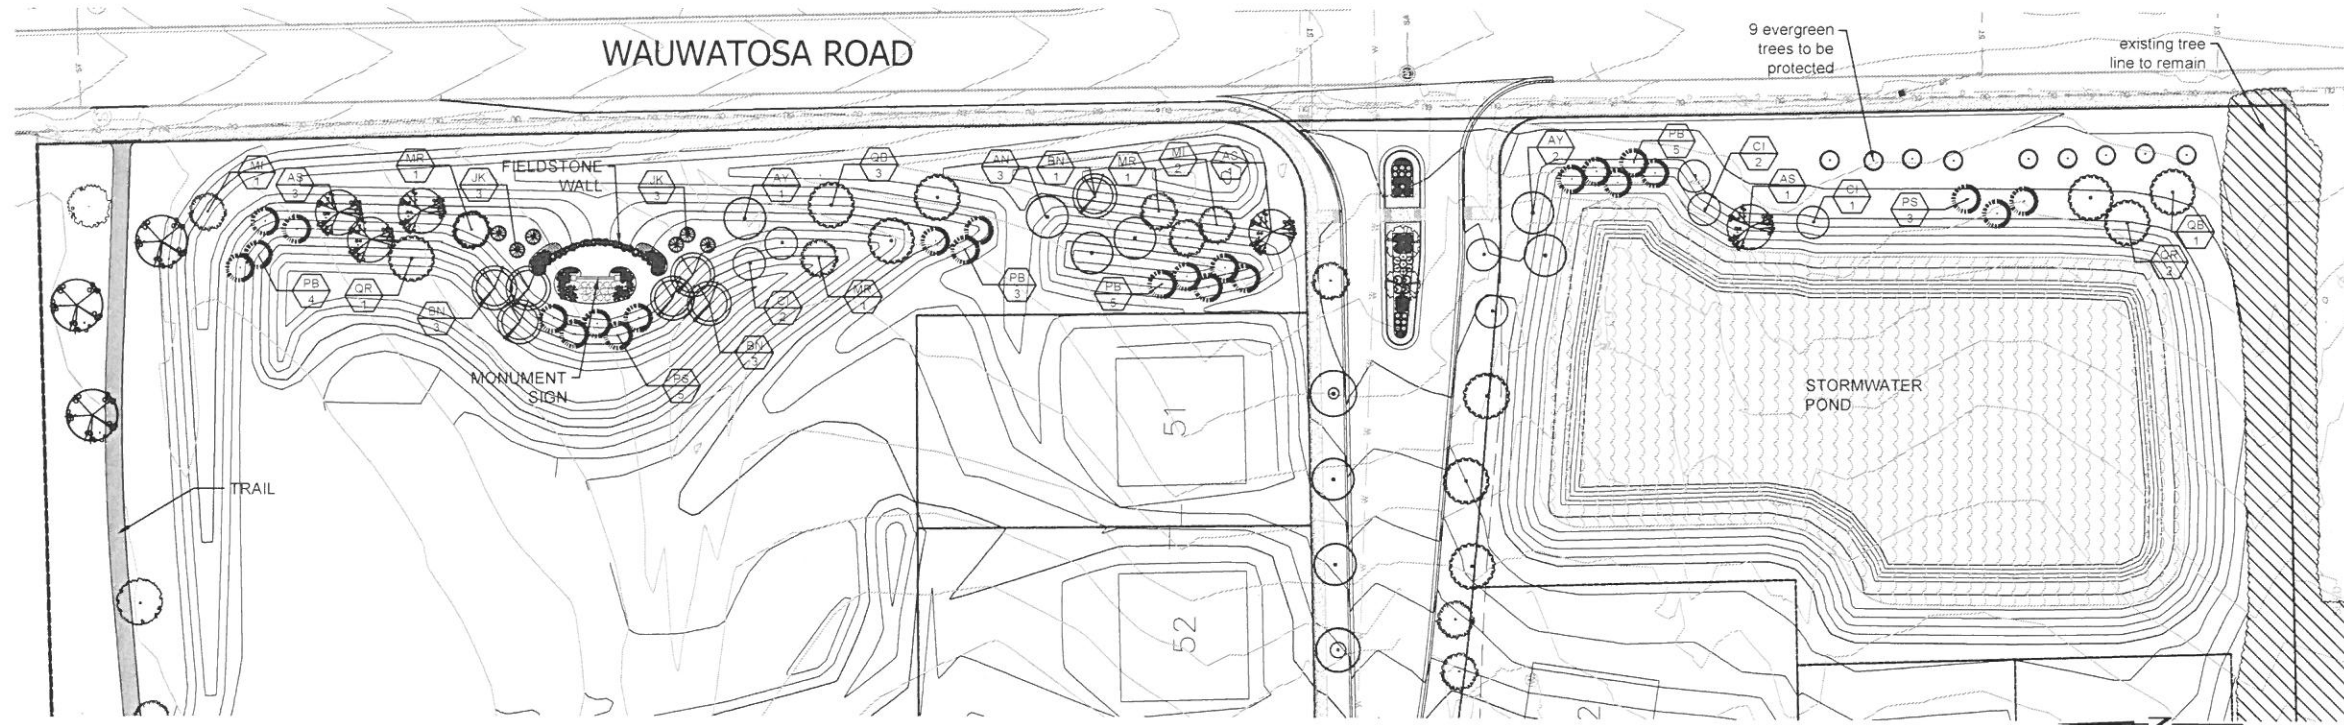 WAUWATOSA ROAD
9 evergreen
trees to be
protected
existing tree
line to remain
MI
1
AS
3
MR
1
JK
3
FIELDSTONE
WALL
JK
3
AY
1
QB
3
AN
3
BN
1
MR
1
MI
2
AS
1
AY
2
PB
5
CI
2
AS
1
CI
1
PS
3
QB
1
QR
2
PB
4
QR
1
BN
3
CI
2
MR
1
PB
3
PB
5
BN
3
PS
5
MONUMENT
SIGN
TRAIL
STORMWATER
POND
51
52